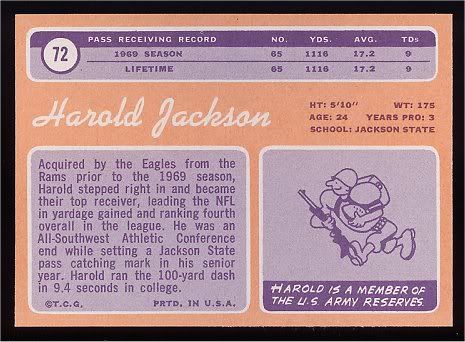 72
PASS RECEIVING RECORD NO. YDS. AVG. TDs
1969 SEASON 65 1116 17.2 9
LIFETIME 65 1116 17.2 9
Harold Jackson
HT: 5'10" WT: 175
AGE: 24 YEARS PRO: 3
SCHOOL: JACKSON STATE
Acquired by the Eagles from the
Rams prior to the 1969 season,
Harold stepped right in and became
their top receiver, leading the NFL
in yardage gained and ranking fourth
overall in the league. He was an
All-Southwest Athletic Conference
end while setting a Jackson State
pass catching mark in his senior
year. Harold ran the 100-yard dash
in 9.4 seconds in college.
©T.C.G. PRTD. IN U.S.A.
HAROLD IS A MEMBER OF
THE U.S. ARMY RESERVES.